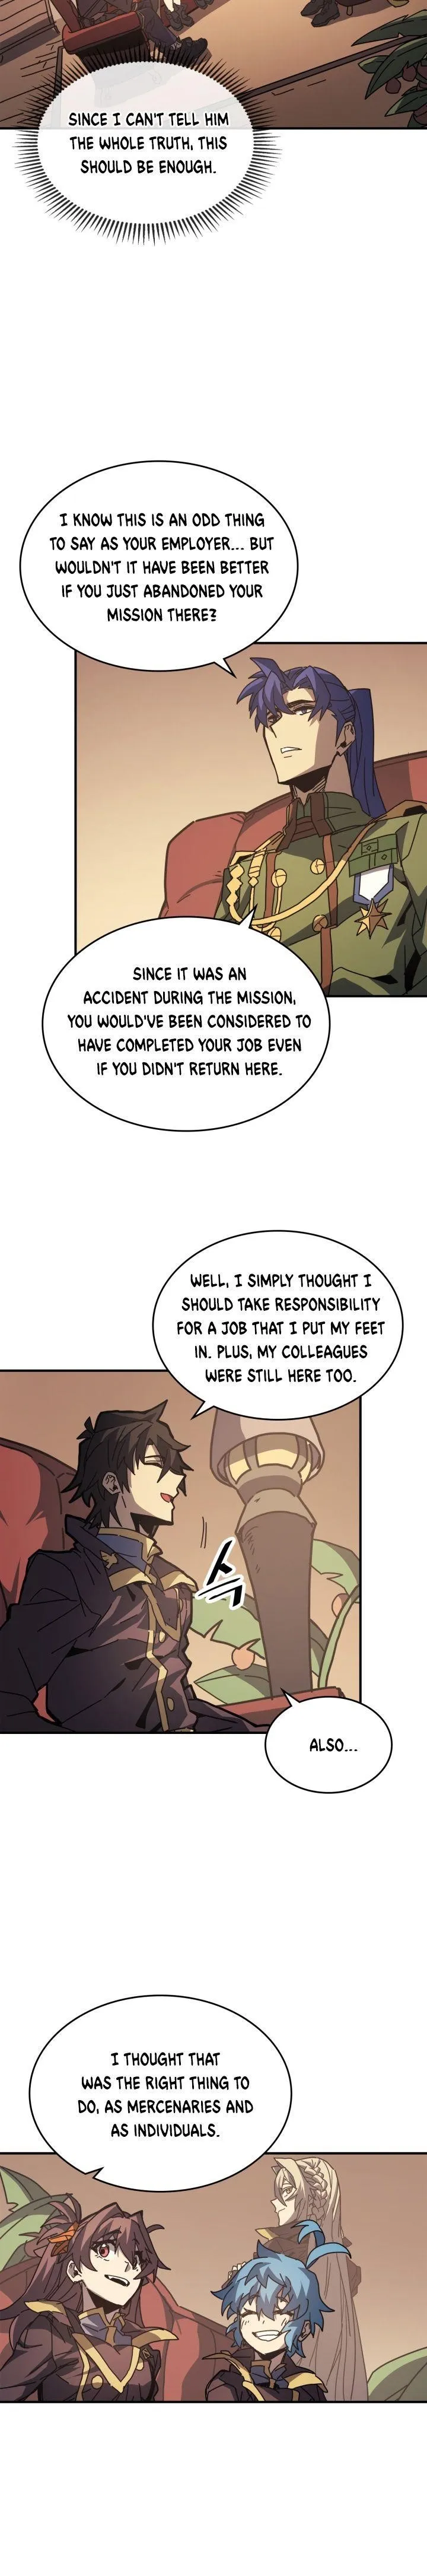 SINCE I CAN'T TELL HIM
THE WHOLE TRUTH, THIS
SHOULD BE ENOUGH.
I KNOW THIS IS AN ODD THING
TO SAY AS YOUR EMPLOYER... BUT
WOULDN'T IT HAVE BEEN BETTER
IF YOU JUST ABANDONED YOUR
MISSION THERE?
SINCE IT WAS AN
ACCIDENT DURING THE MISSION,
YOU WOULD'VE BEEN CONSIDERED TO
HAVE COMPLETED YOUR JOB EVEN
IF YOU DIDN'T RETURN HERE.
WELL, I SIMPLY THOUGHT I
SHOULD TAKE RESPONSIBILITY
FOR A JOB THAT I PUT MY FEET
IN. PLUS, MY COLLEAGUES
WERE STILL HERE TOO.
스윽
ALSO...
I THOUGHT THAT
WAS THE RIGHT THING TO
DO, AS MERCENARIES AND
AS INDIVIDUALS.